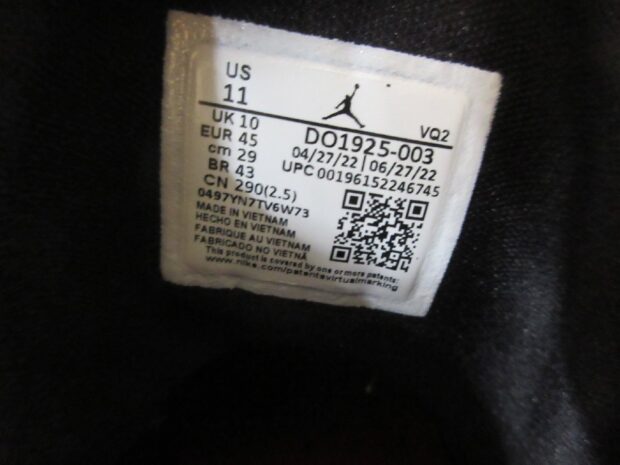 US
11
VQ2
UK 10
EUR 45
cm 29
BR 43
CN 290(2.5)
DO1925-003
04/27/22 | 06/27/22
UPC 00196152246745
0497YN7TV6W73
MADE IN VIETNAM
HECHO EN VIETNAM
FABRIQUE AU VIETNAM
FABRICADO NO VIETNÃ
This product is covered by one or more patents:
www.nike.com/patentsvirtualmarking